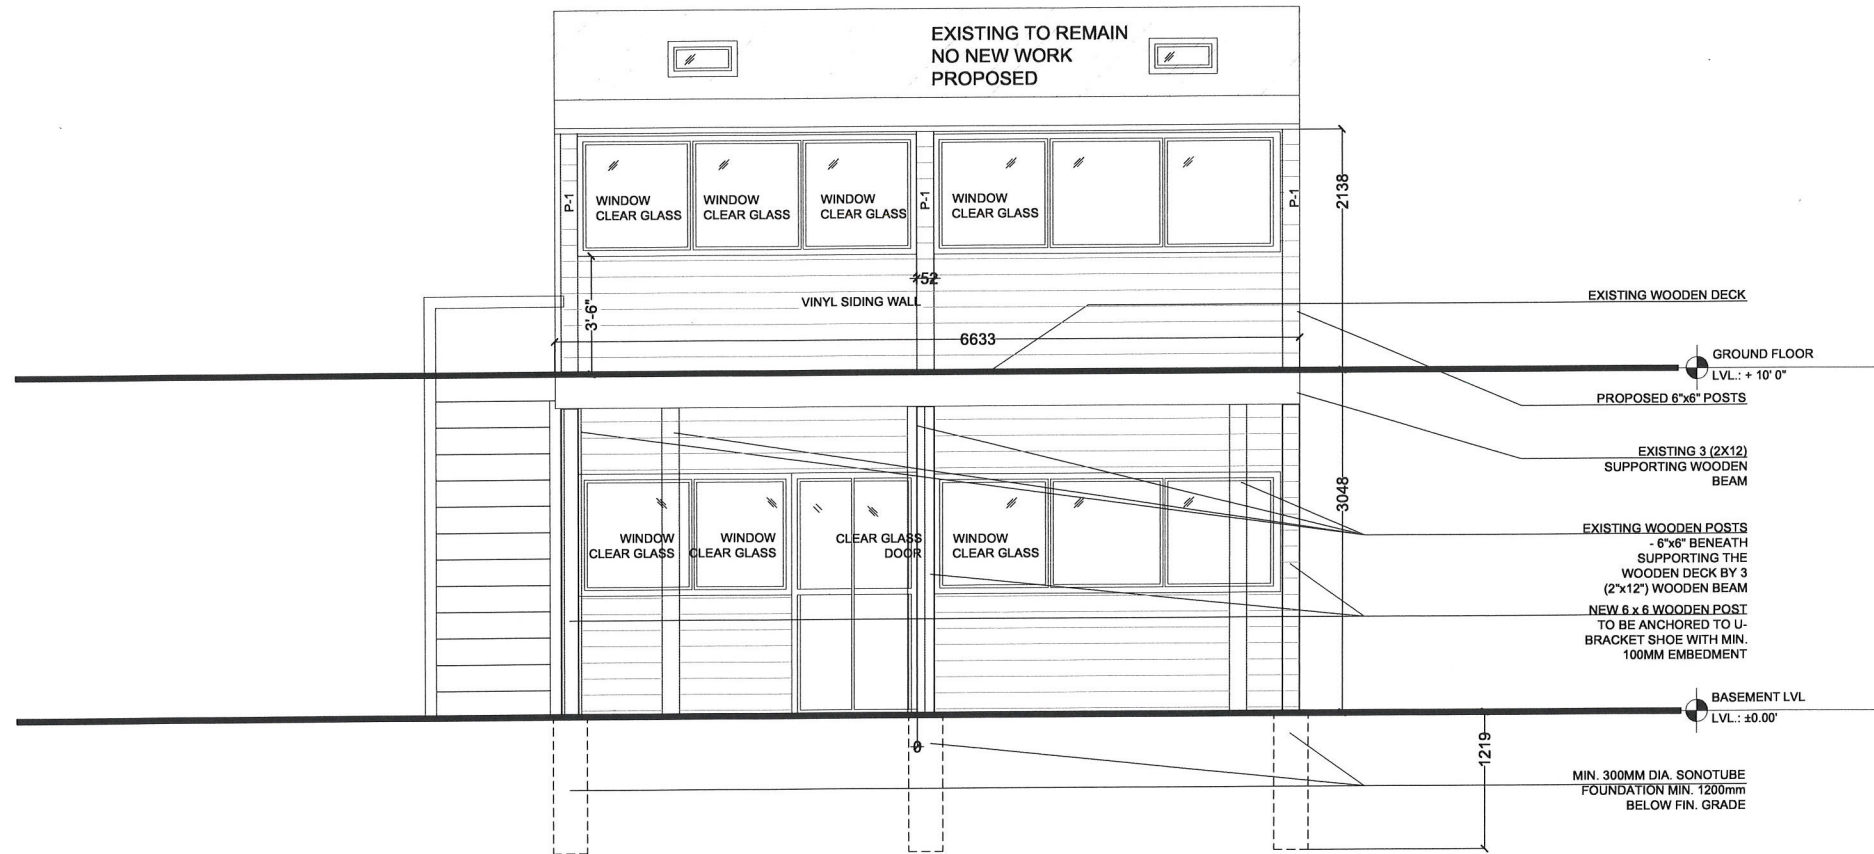 EXISTING TO REMAIN
NO NEW WORK
PROPOSED
P-1
WINDOW
CLEAR GLASS
WINDOW
CLEAR GLASS
WINDOW
CLEAR GLASS
P-1
WINDOW
CLEAR GLASS
P-1
2138
3'-6"
VINYL SIDING WALL
6633
EXISTING WOODEN DECK
GROUND FLOOR
LVL.: + 10' 0"
PROPOSED 6"x6" POSTS
EXISTING 3 (2X12)
SUPPORTING WOODEN
BEAM
3048
WINDOW
CLEAR GLASS
WINDOW
CLEAR GLASS
CLEAR GLASS
DOOR
WINDOW
CLEAR GLASS
EXISTING WOODEN POSTS
- 6"x6" BENEATH
SUPPORTING THE
WOODEN DECK BY 3
(2"x12") WOODEN BEAM
NEW 6 x 6 WOODEN POST
TO BE ANCHORED TO U-
BRACKET SHOE WITH MIN.
100MM EMBEDMENT
BASEMENT LVL
LVL.: ±0.00'
0
1219
MIN. 300MM DIA. SONOTUBE
FOUNDATION MIN. 1200mm
BELOW FIN. GRADE